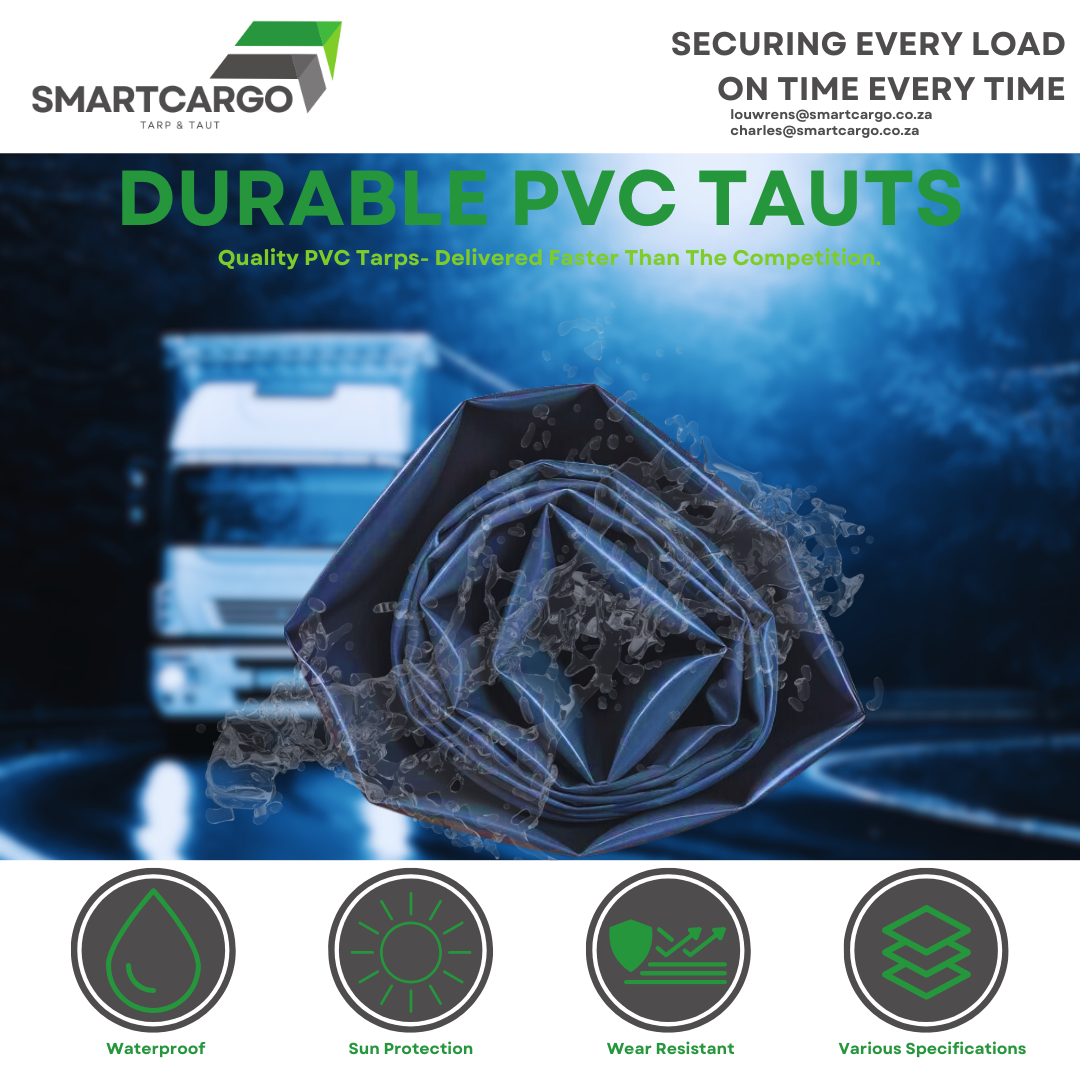 SMARTCARGO
TARP & TAUT
SECURING EVERY LOAD
ON TIME EVERY TIME
louwrens@smartcargo.co.za
charles@smartcargo.co.za
DURABLE PVC TAUTS
Quality PVC Tarps- Delivered Faster Than The Competition.
Waterproof
Sun Protection
Wear Resistant
Various Specifications